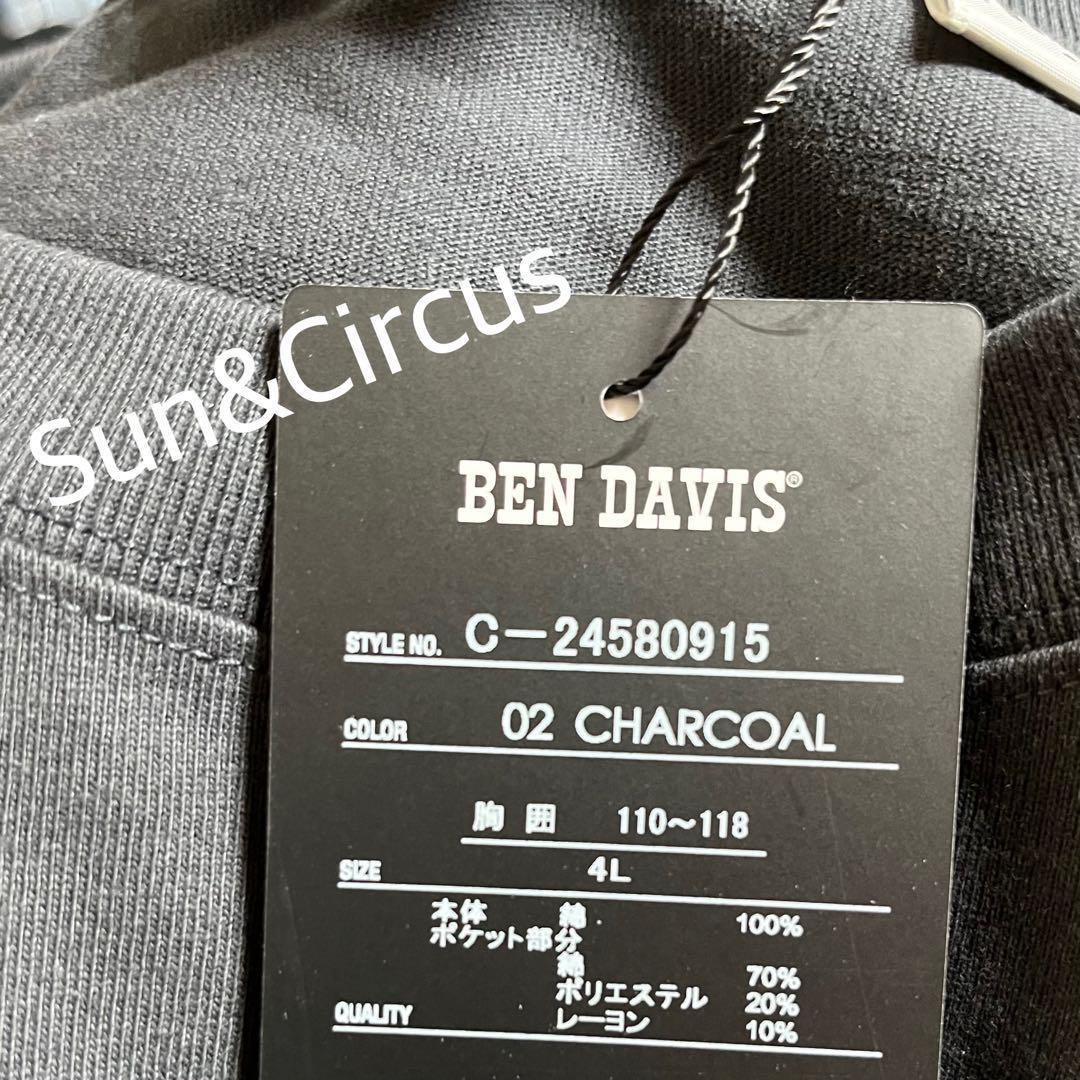 Sun&Circus
BEN DAVIS®
STYLE NO. C-24580915
COLOR 02 CHARCOAL
胸囲 110~118
SIZE 4L
本体 綿 100%
ポケット部分
綿 70%
ポリエステル 20%
QUALITY レーヨン 10%